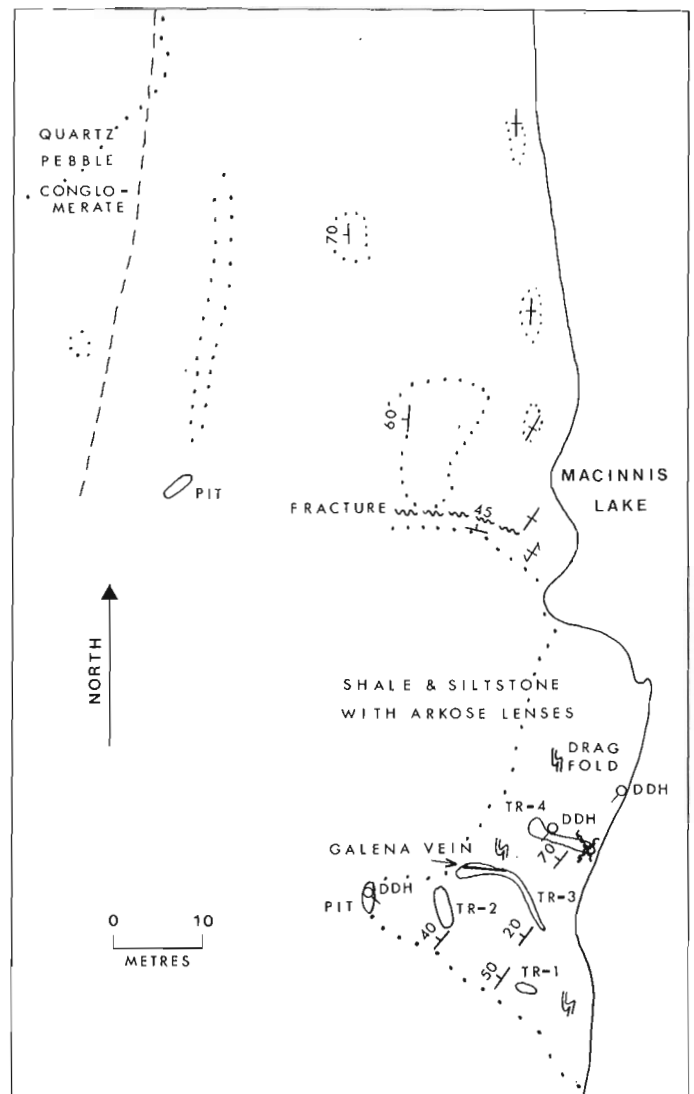 QUARTZ
PEBBLE
CONGLO-
MERATE
70
60
PIT
FRACTURE
45
MACINNIS
LAKE
NORTH
SHALE & SILTSTONE
WITH ARKOSE LENSES
DRAG
FOLD
DDH
TR-4
DDH
GALENA VEIN
70
DDH
PIT
TR-2
TR-3
40
20
0 10
METRES
50
TR-1